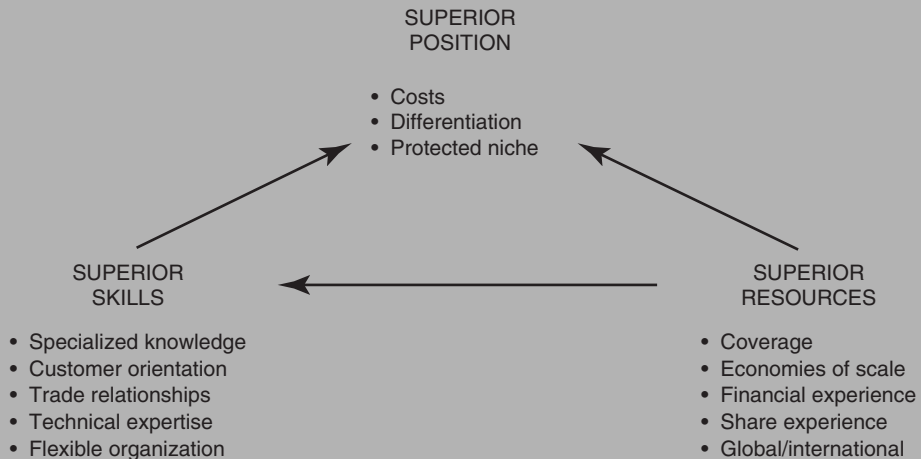 SUPERIOR
POSITION
• Costs
• Differentiation
• Protected niche
SUPERIOR
SKILLS
• Specialized knowledge
• Customer orientation
• Trade relationships
• Technical expertise
• Flexible organization
SUPERIOR
RESOURCES
• Coverage
• Economies of scale
• Financial experience
• Share experience
• Global/international